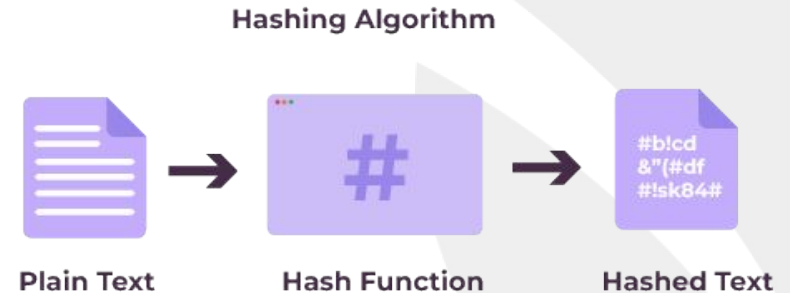 Hashing Algorithm
#
#b!cd
&"(#df
#!sk84#
Plain Text
Hash Function
Hashed Text